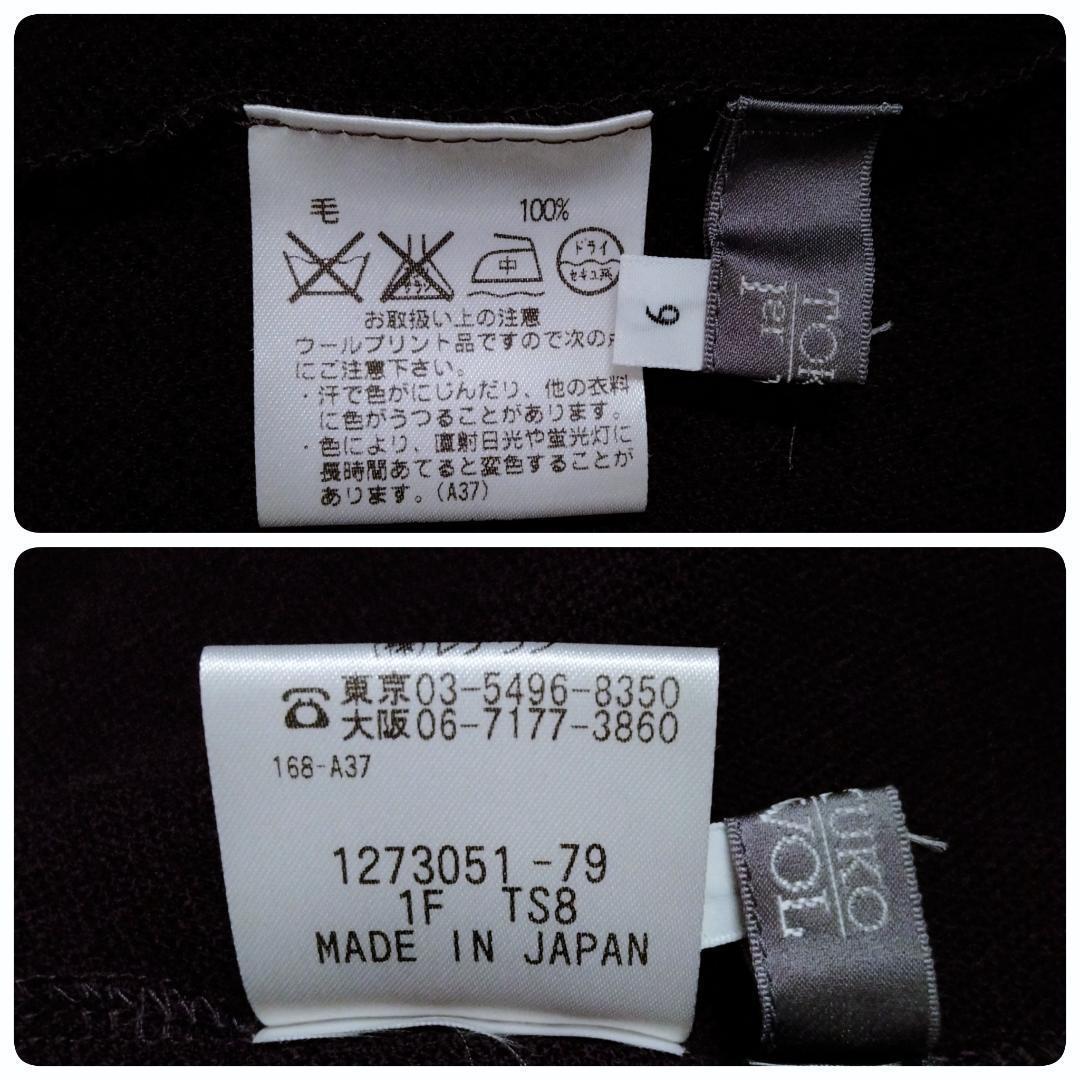 毛 100%
中
ドライ
セキユ系
お取扱い上の注意
ウールプリント品ですので次の
にご注意下さい。
・汗で色がにじんだり、他の衣料
に色がうつることがあります。
・色により、直射日光や蛍光灯に
長時間あてると変色することが
あります。(A37)
9
TOK
東京03-5496-8350
大阪06-7177-3860
168-A37
1273051-79
1F TS8
MADE IN JAPAN
UKO
VOL